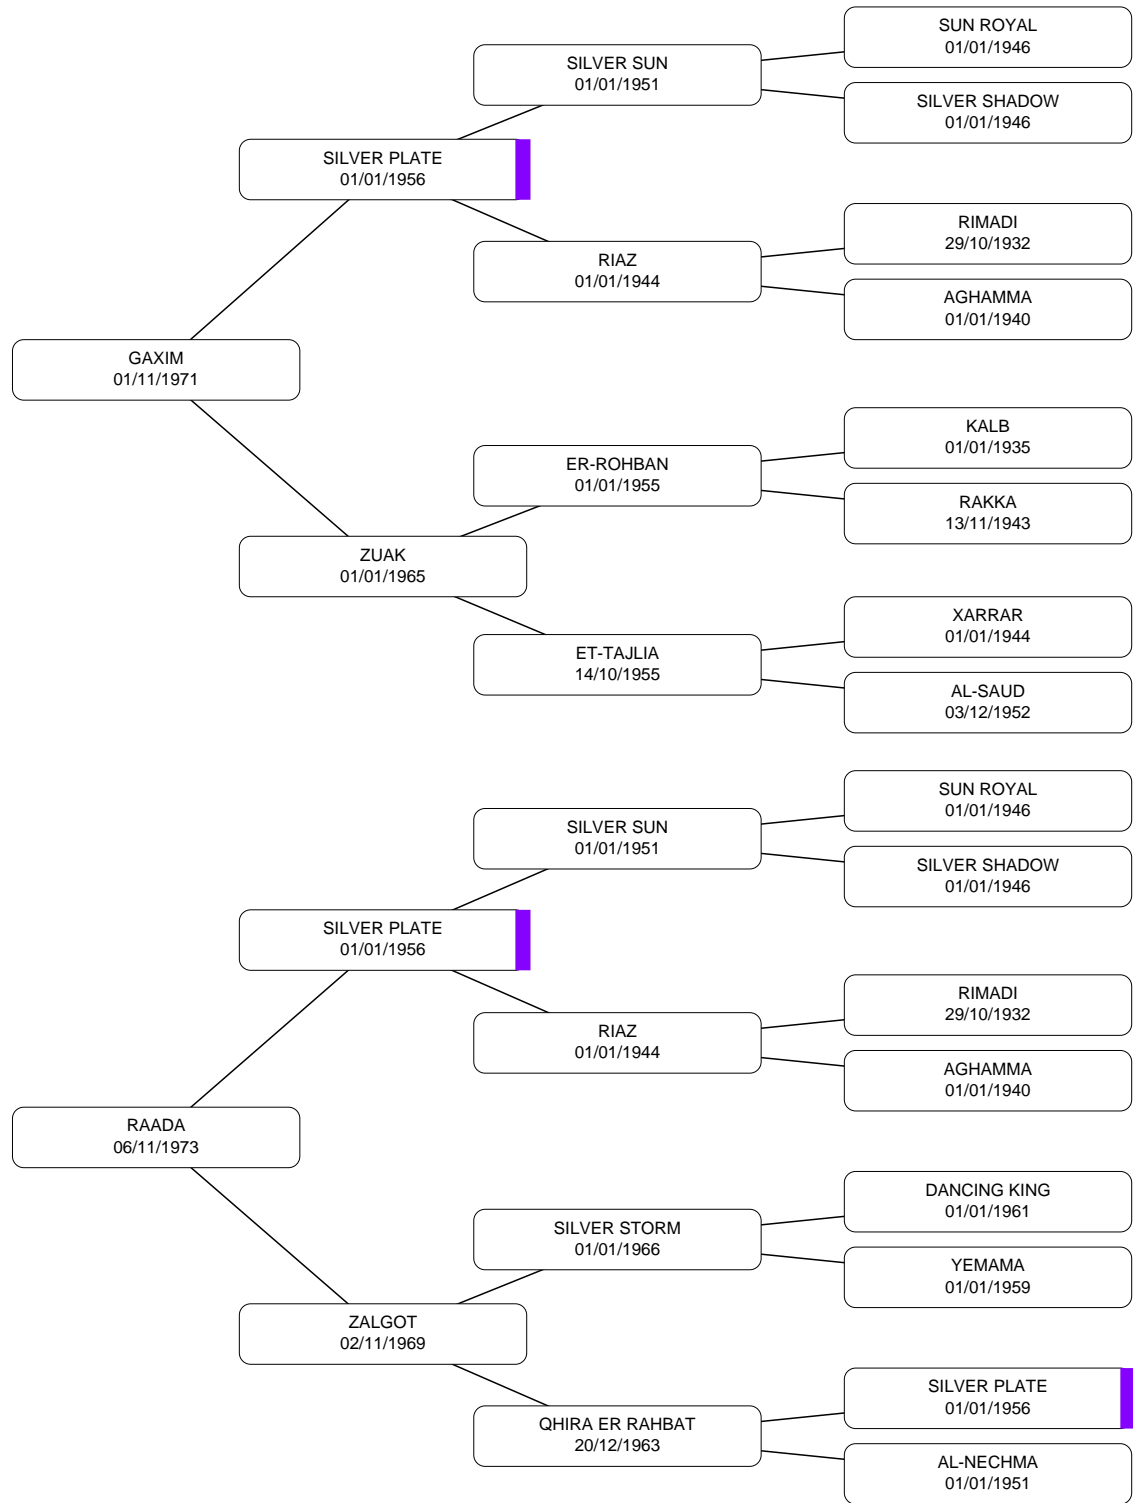 SUN ROYAL
01/01/1946
SILVER SUN
01/01/1951
SILVER SHADOW
01/01/1946
SILVER PLATE
01/01/1956
RIMADI
29/10/1932
RIAZ
01/01/1944
AGHAMMA
01/01/1940
GAXIM
01/11/1971
KALB
01/01/1935
ER-ROHBAN
01/01/1955
RAKKA
13/11/1943
ZUAK
01/01/1965
XARRAR
01/01/1944
ET-TAJLIA
14/10/1955
AL-SAUD
03/12/1952
SUN ROYAL
01/01/1946
SILVER SUN
01/01/1951
SILVER SHADOW
01/01/1946
SILVER PLATE
01/01/1956
RIMADI
29/10/1932
RIAZ
01/01/1944
AGHAMMA
01/01/1940
RAADA
06/11/1973
DANCING KING
01/01/1961
SILVER STORM
01/01/1966
YEMAMA
01/01/1959
ZALGOT
02/11/1969
SILVER PLATE
01/01/1956
QHIRA ER RAHBAT
20/12/1963
AL-NECHMA
01/01/1951